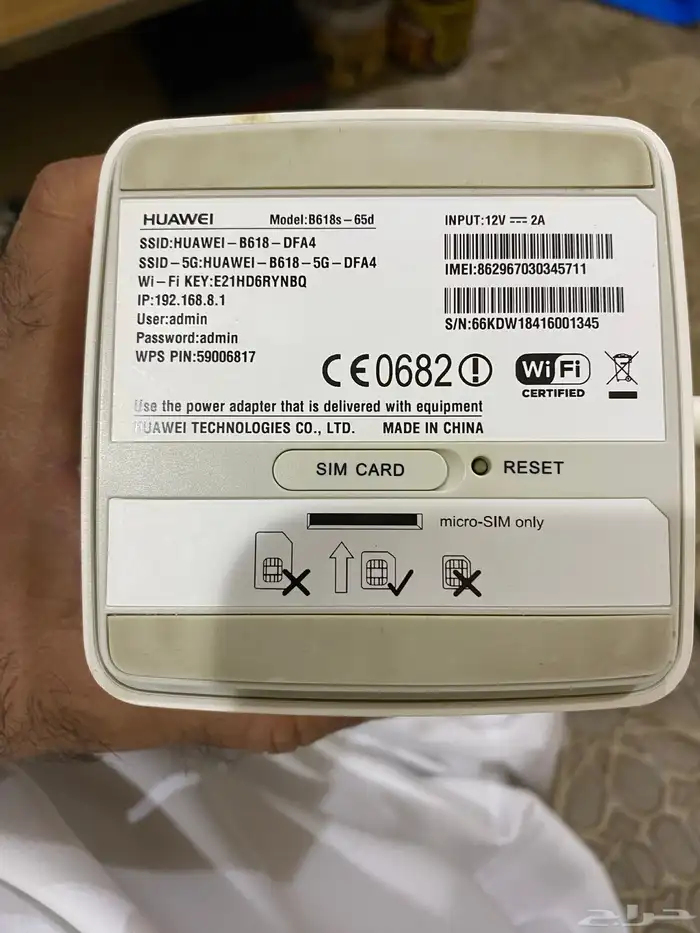 HUAWEI Model:B618s-65d
SSID:HUAWEI-B618-DFA4
SSID-5G:HUAWEI-B618-5G-DFA4
Wi-Fi KEY:E21HD6RYNBQ
IP:192.168.8.1
User:admin
Password:admin
WPS PIN:59006817
INPUT:12V ⎓ 2A
IMEI:862967030345711
S/N:66KDW18416001345
CE0682
Wi Fi
CERTIFIED
Use the power adapter that is delivered with equipment
HUAWEI TECHNOLOGIES CO., LTD. MADE IN CHINA
SIM CARD
RESET
micro-SIM only
حراج